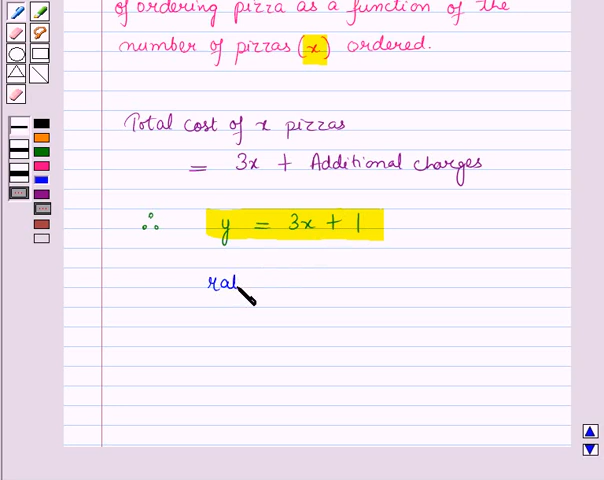 of ordering pizza as a function of the
number of pizzas (x) ordered.
Total cost of x pizzas
= 3x + Additional charges
∴ y = 3x + 1
rat